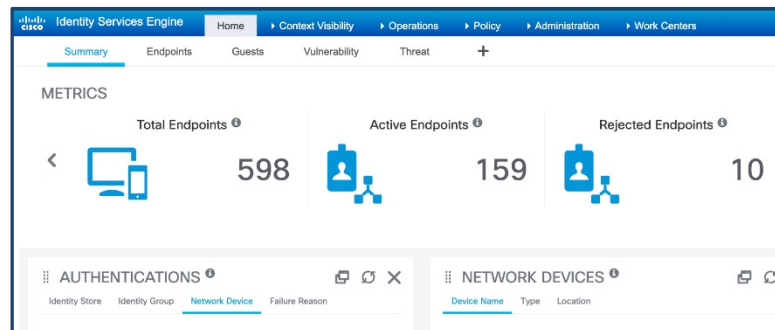 cisco Identity Services Engine Home Context Visibility Operations Policy Administration Work Centers
Summary Endpoints Guests Vulnerability Threat +
METRICS
Total Endpoints Active Endpoints Rejected Endpoints
598 159 10
AUTHENTICATIONS NETWORK DEVICES
Identity Store Identity Group Network Device Failure Reason Device Name Type Location